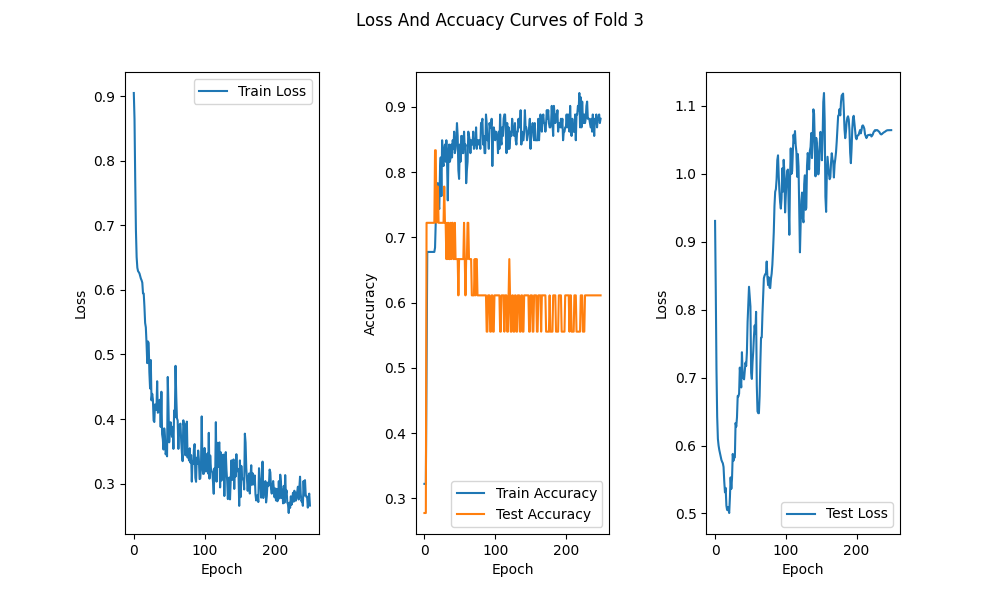 Loss And Accuacy Curves of Fold 3
0.9
0.8
0.7
0.6
0.5
0.4
0.3
Loss
0
100
200
Epoch
Train Loss
0.9
0.8
0.7
0.6
0.5
0.4
0.3
Accuracy
0
100
200
Epoch
Train Accuracy
Test Accuracy
1.1
1.0
0.9
0.8
0.7
0.6
0.5
Loss
0
100
200
Epoch
Test Loss